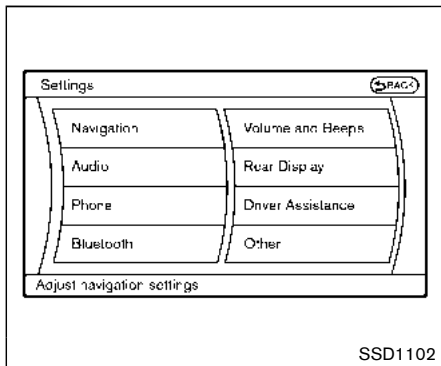 Settings
BACK
Navigation
Volume and Beeps
Audio
Rear Display
Phone
Driver Assistance
Bluetooth
Other
Adjust navigation settings
SSD1102